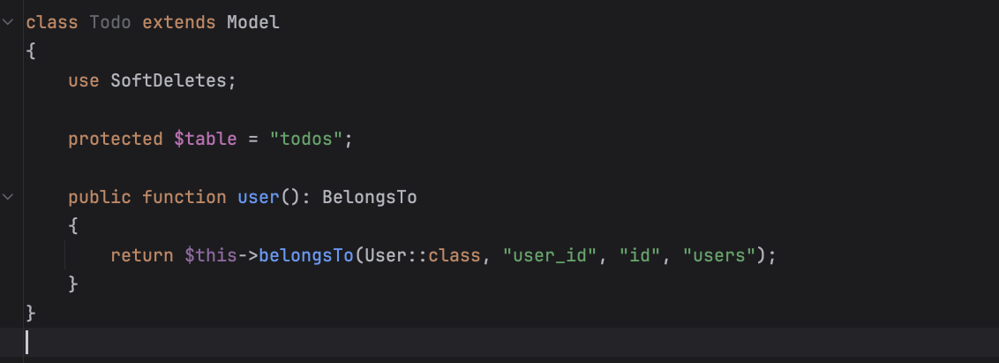 class Todo extends Model
{
    use SoftDeletes;

    protected $table = "todos";

    public function user(): BelongsTo
    {
        return $this->belongsTo(User::class, "user_id", "id", "users");
    }
}